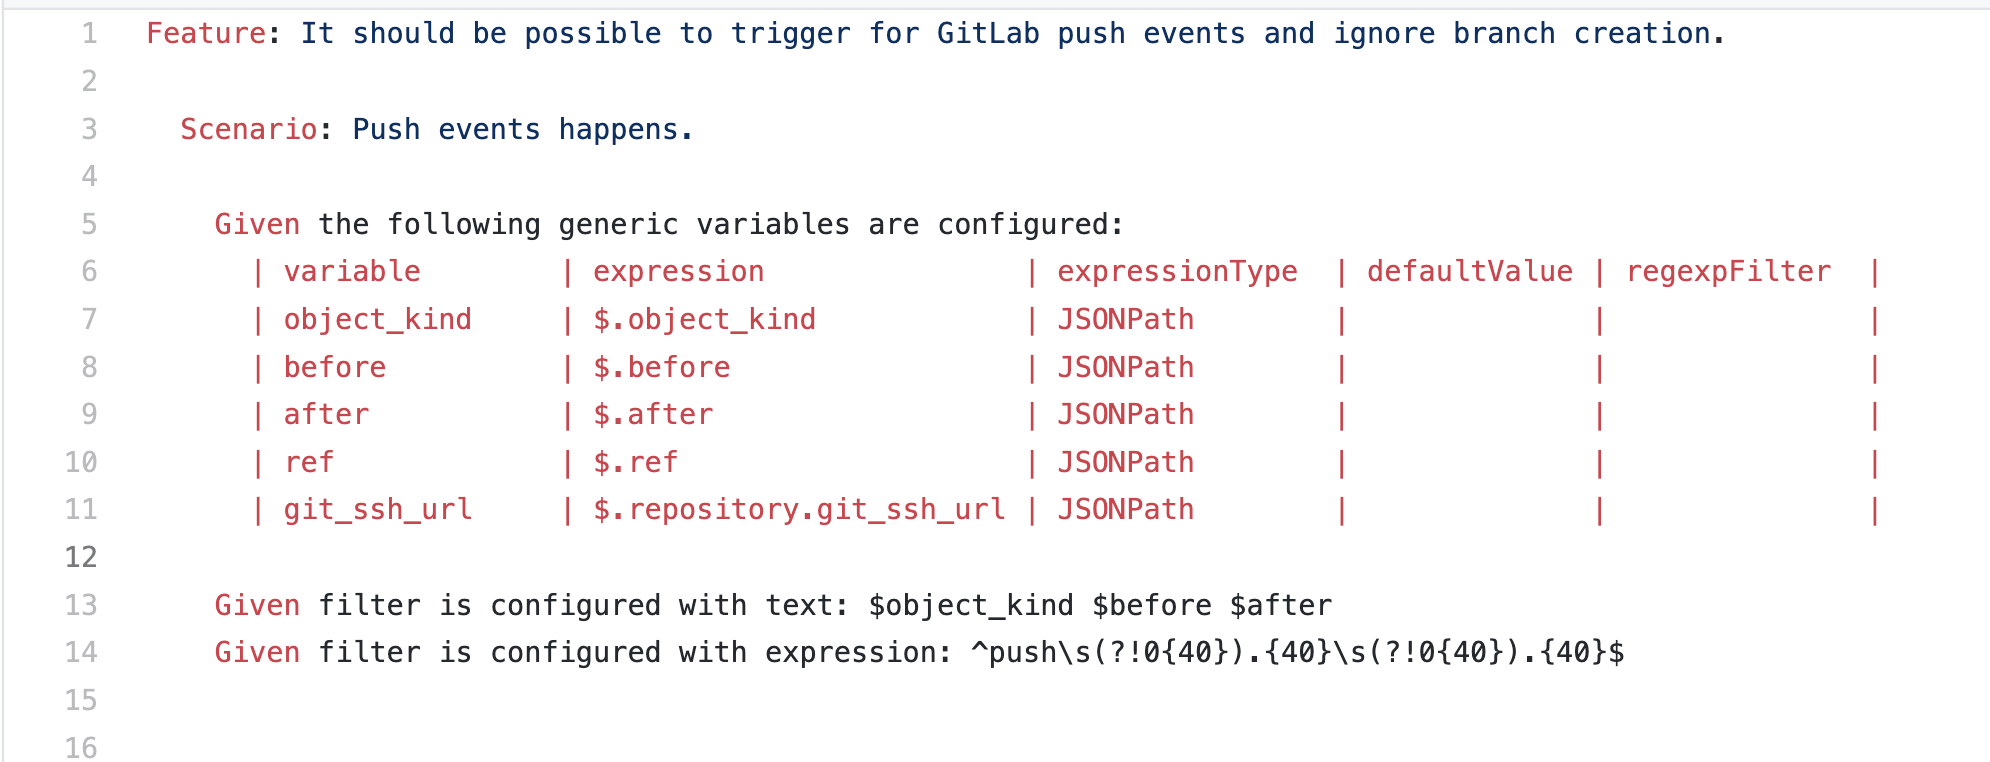 1 Feature: It should be possible to trigger for GitLab push events and ignore branch creation.
2
3 Scenario: Push events happens.
4
5 Given the following generic variables are configured:
6 | variable | expression | expressionType | defaultValue | regexpFilter |
7 | object_kind | $.object_kind | JSONPath | | |
8 | before | $.before | JSONPath | | |
9 | after | $.after | JSONPath | | |
10 | ref | $.ref | JSONPath | | |
11 | git_ssh_url | $.repository.git_ssh_url | JSONPath | | |
12
13 Given filter is configured with text: $object_kind $before $after
14 Given filter is configured with expression: ^push\s(?!0{40}).{40}\s(?!0{40}).{40}$
15
16